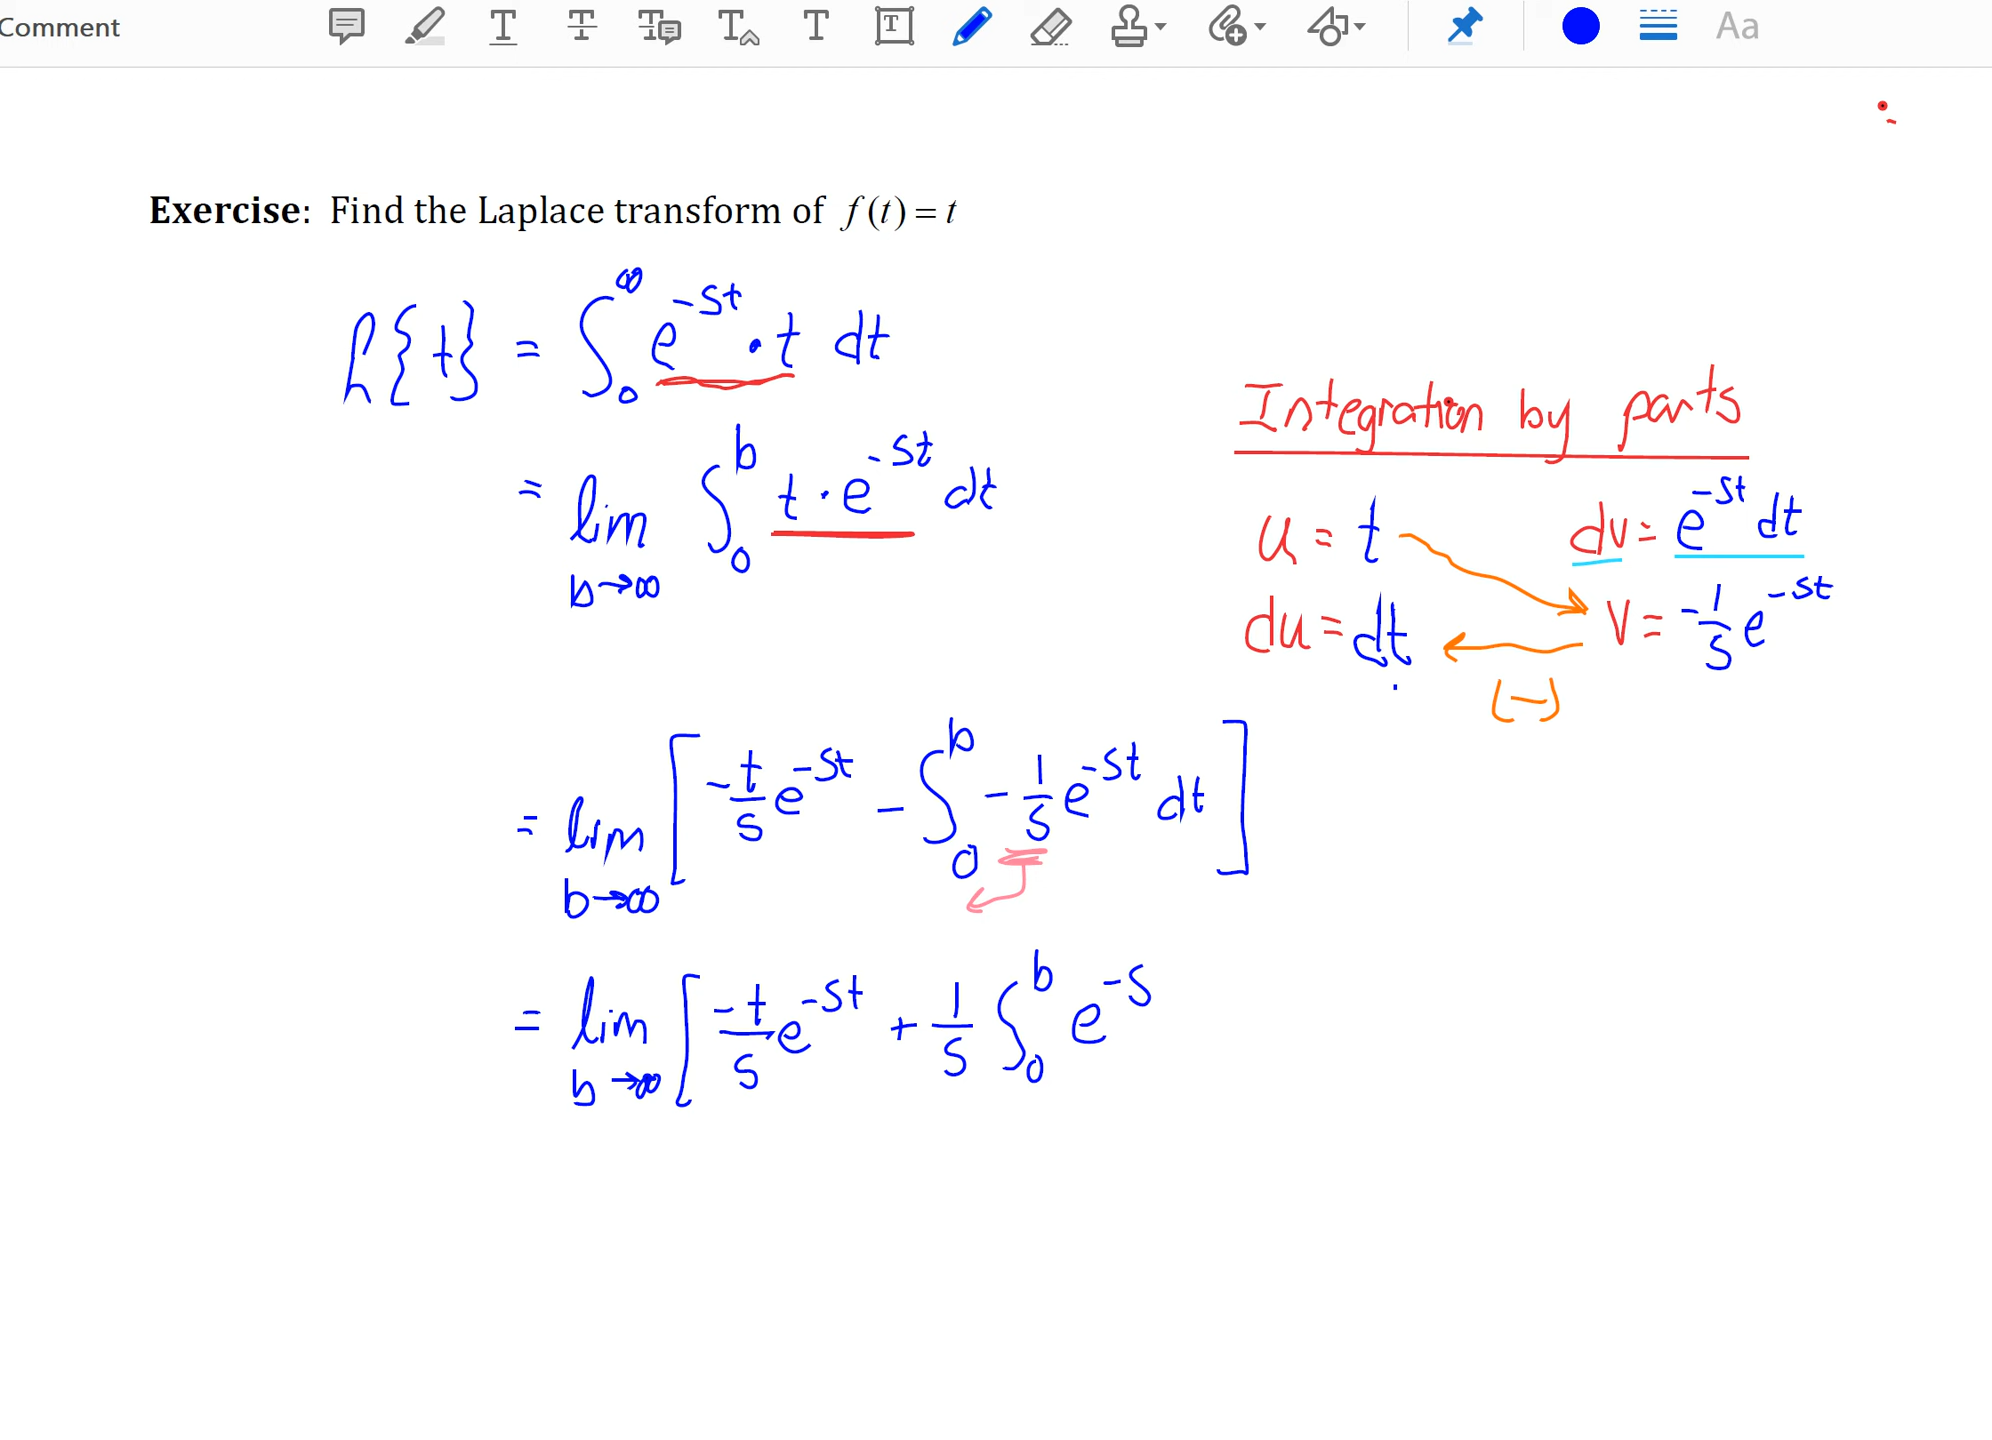 Comment T T T T T T Aa
Exercise: Find the Laplace transform of f(t) = t
ℒ{t} = ∫₀^∞ e^{-st} · t dt
= lim_{b→∞} ∫₀^b t · e^{-st} dt
Integration by parts
u = t dv = e^{-st} dt
du = dt v = -1/s e^{-st}
(-)
= lim_{b→∞} [ -t/s e^{-st} - ∫₀^b -1/s e^{-st} dt ]
= lim_{b→∞} [ -t/s e^{-st} + 1/s ∫₀^b e^{-s